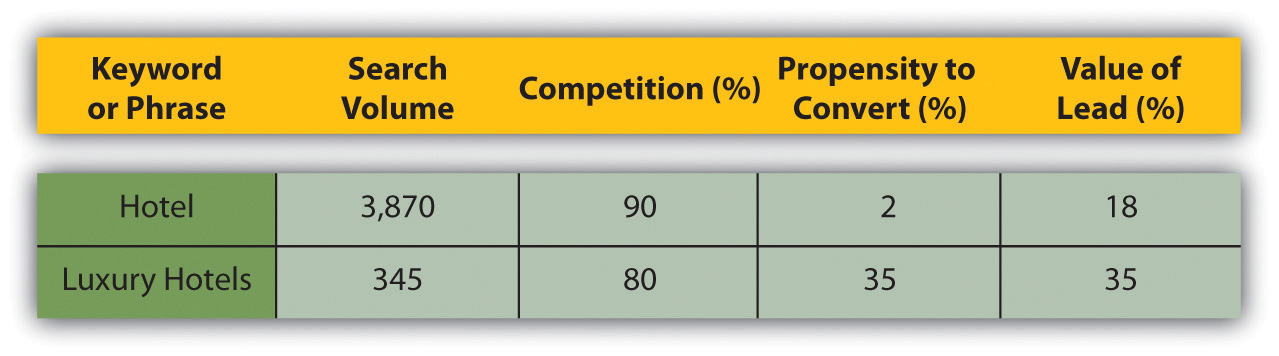 Keyword or Phrase Search Volume Competition (%) Propensity to Convert (%) Value of Lead (%)
Hotel 3,870 90 2 18
Luxury Hotels 345 80 35 35